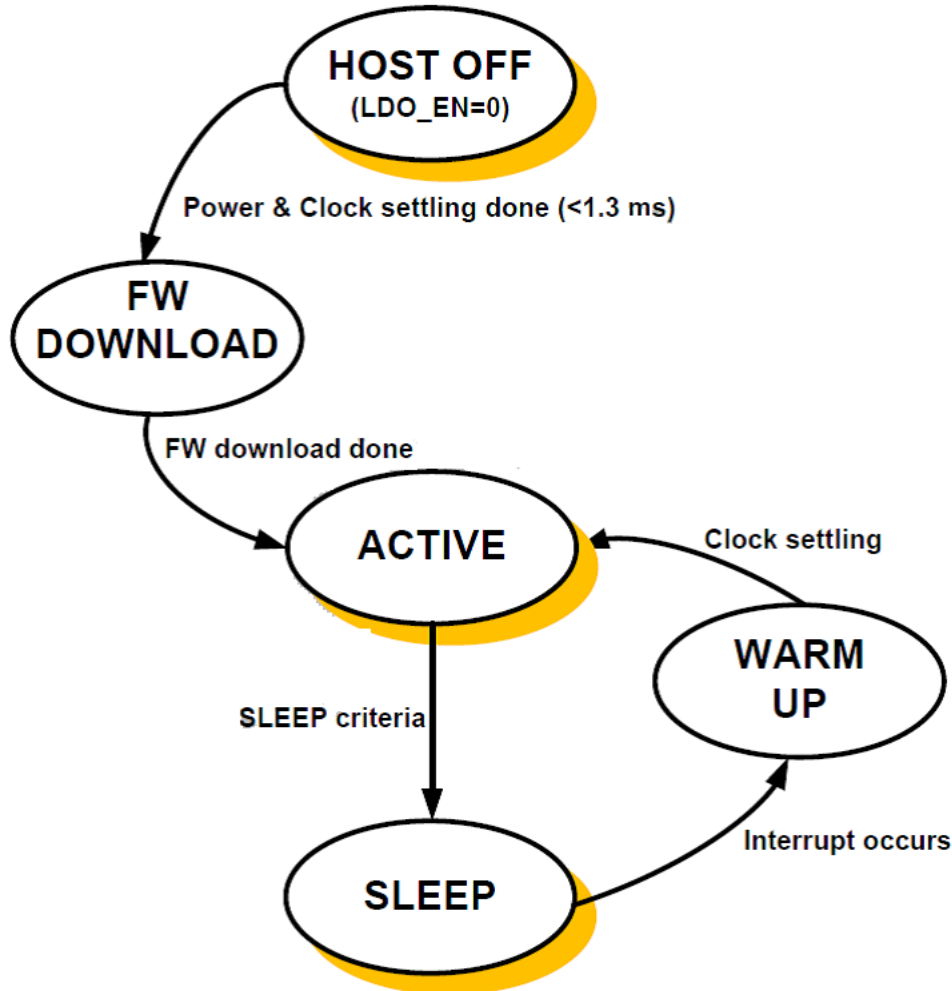 HOST OFF
(LDO_EN=0)
Power & Clock settling done (<1.3 ms)
FW
DOWNLOAD
FW download done
ACTIVE
Clock settling
WARM
UP
SLEEP criteria
Interrupt occurs
SLEEP